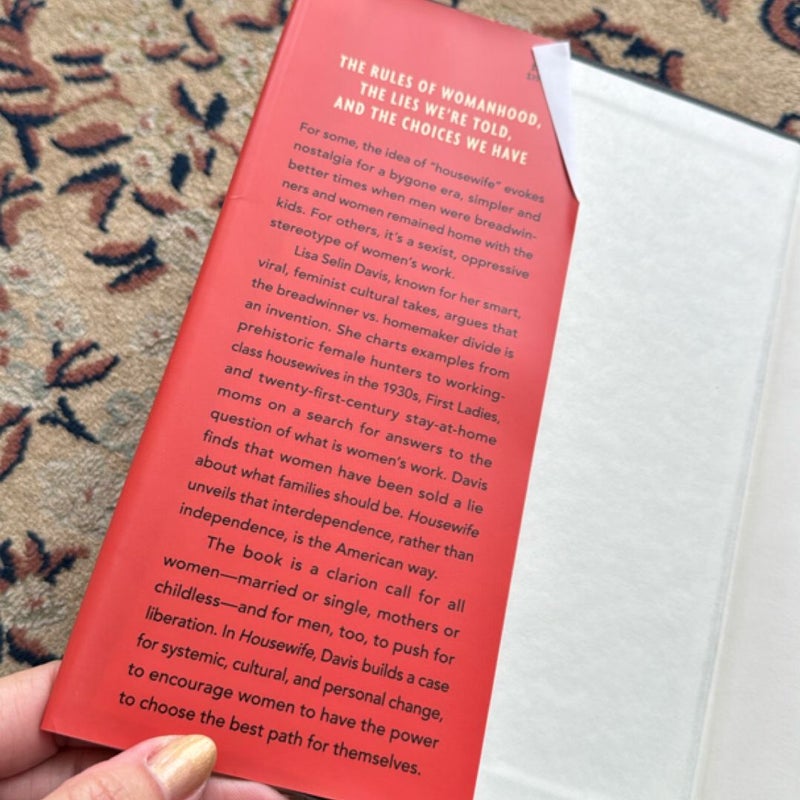 THE RULES OF WOMANHOOD,
THE LIES WE'RE TOLD,
AND THE CHOICES WE HAVE
For some, the idea of "housewife" evokes
nostalgia for a bygone era, simpler and
better times when men were breadwin-
ners and women remained home with the
kids. For others, it's a sexist, oppressive
stereotype of women's work.
Lisa Selin Davis, known for her smart,
viral, feminist cultural takes, argues that
the breadwinner vs. homemaker divide is
an invention. She charts examples from
prehistoric female hunters to working-
class housewives in the 1930s, First Ladies,
and twenty-first-century stay-at-home
moms on a search for answers to the
question of what is women's work. Davis
finds that women have been sold a lie
about what families should be. Housewife
unveils that interdependence, rather than
independence, is the American way.
The book is a clarion call for all
women—married or single, mothers or
childless—and for men, too, to push for
liberation. In Housewife, Davis builds a case
for systemic, cultural, and personal change,
to encourage women to have the power
to choose the best path for themselves.